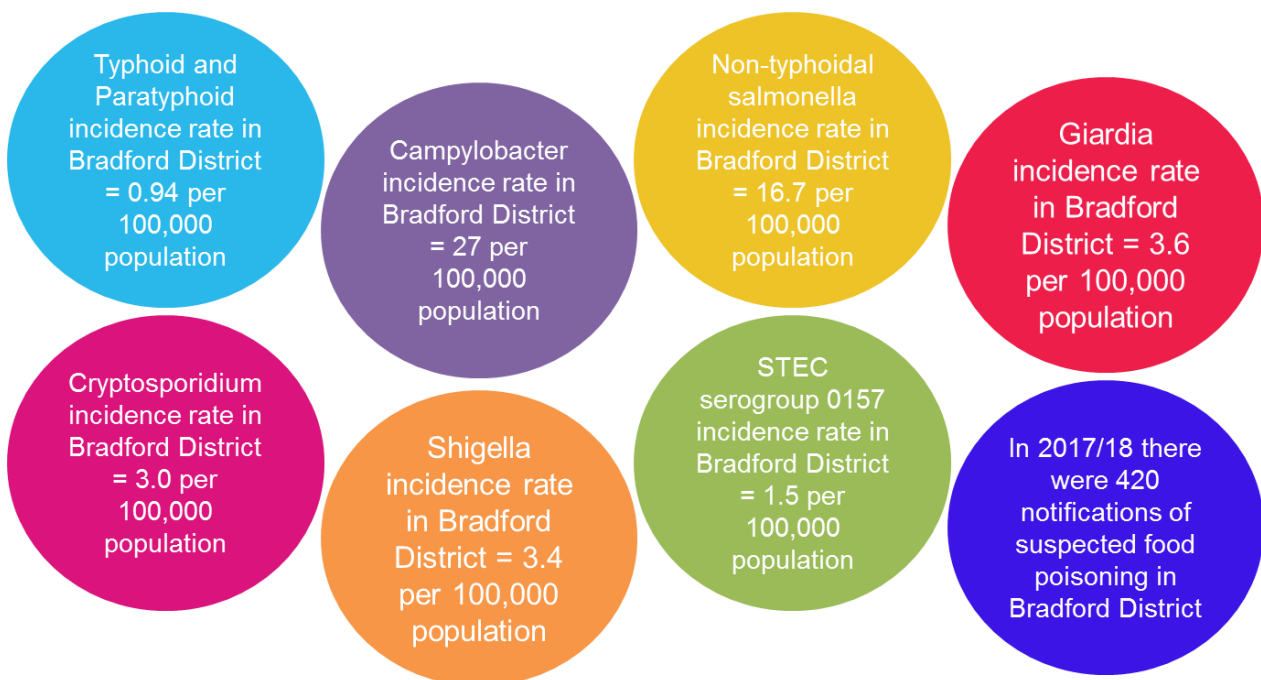 Typhoid and
Paratyphoid
incidence rate in
Bradford District
= 0.94 per
100,000
population
Campylobacter
incidence rate in
Bradford District
= 27 per
100,000
population
Non-typhoidal
salmonella
incidence rate in
Bradford District
= 16.7 per
100,000
population
Giardia
incidence rate
in Bradford
District = 3.6
per 100,000
population
Cryptosporidium
incidence rate in
Bradford District
= 3.0 per
100,000
population
Shigella
incidence rate
in Bradford
District = 3.4
per 100,000
population
STEC
serogroup 0157
incidence rate in
Bradford District
= 1.5 per
100,000
population
In 2017/18 there
were 420
notifications of
suspected food
poisoning in
Bradford District